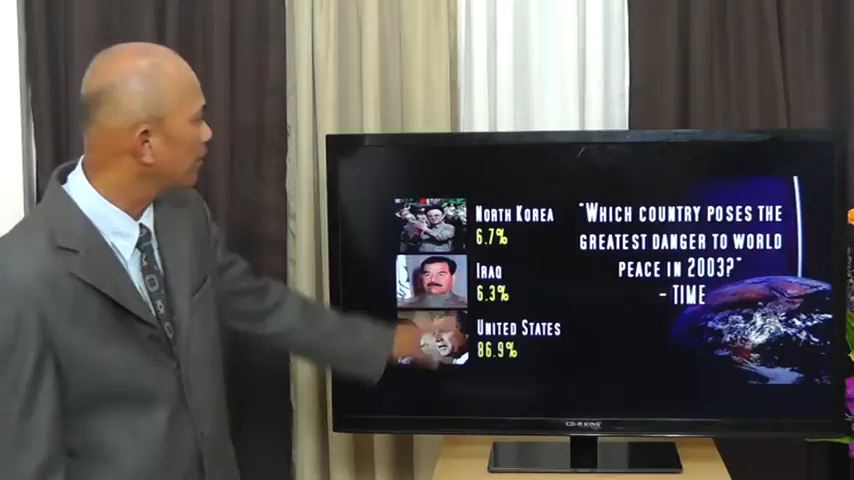 North Korea
6.7%
Iraq
6.3%
United States
86.9%
"Which country poses the
greatest danger to world
peace in 2003?"
- TIME
CD-R KING